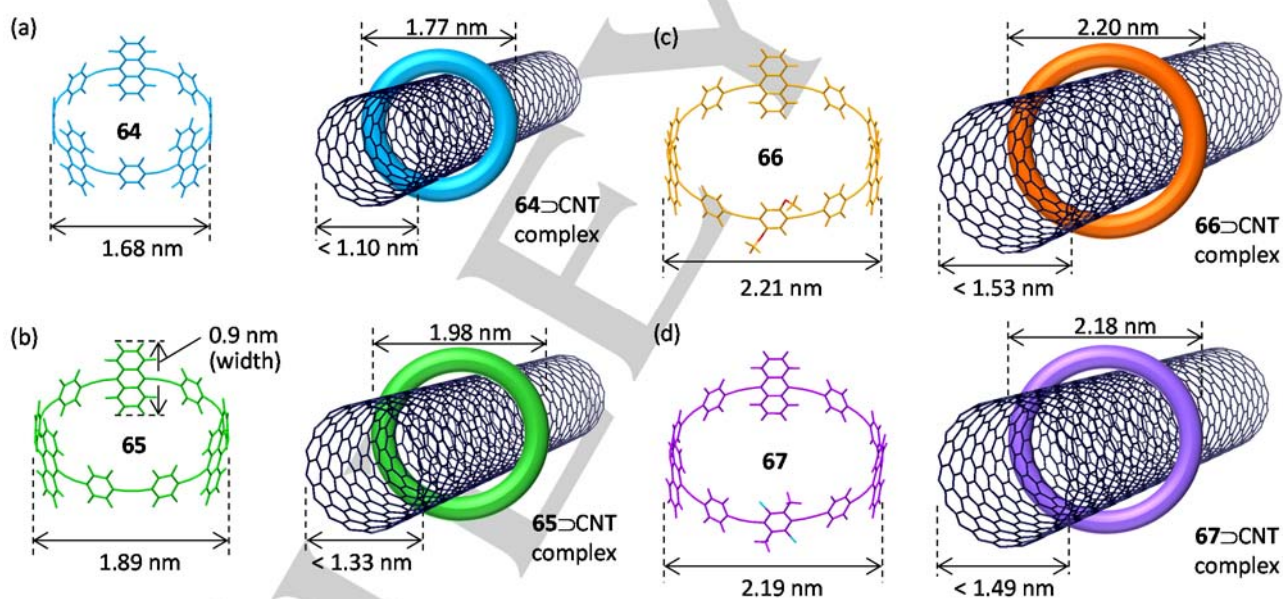 (a)
64
1.68 nm
1.77 nm
< 1.10 nm
64⊃CNT
complex
(b)
0.9 nm
(width)
65
1.89 nm
1.98 nm
< 1.33 nm
65⊃CNT
complex
(c)
66
2.21 nm
2.20 nm
< 1.53 nm
66⊃CNT
complex
(d)
67
2.19 nm
2.18 nm
< 1.49 nm
67⊃CNT
complex